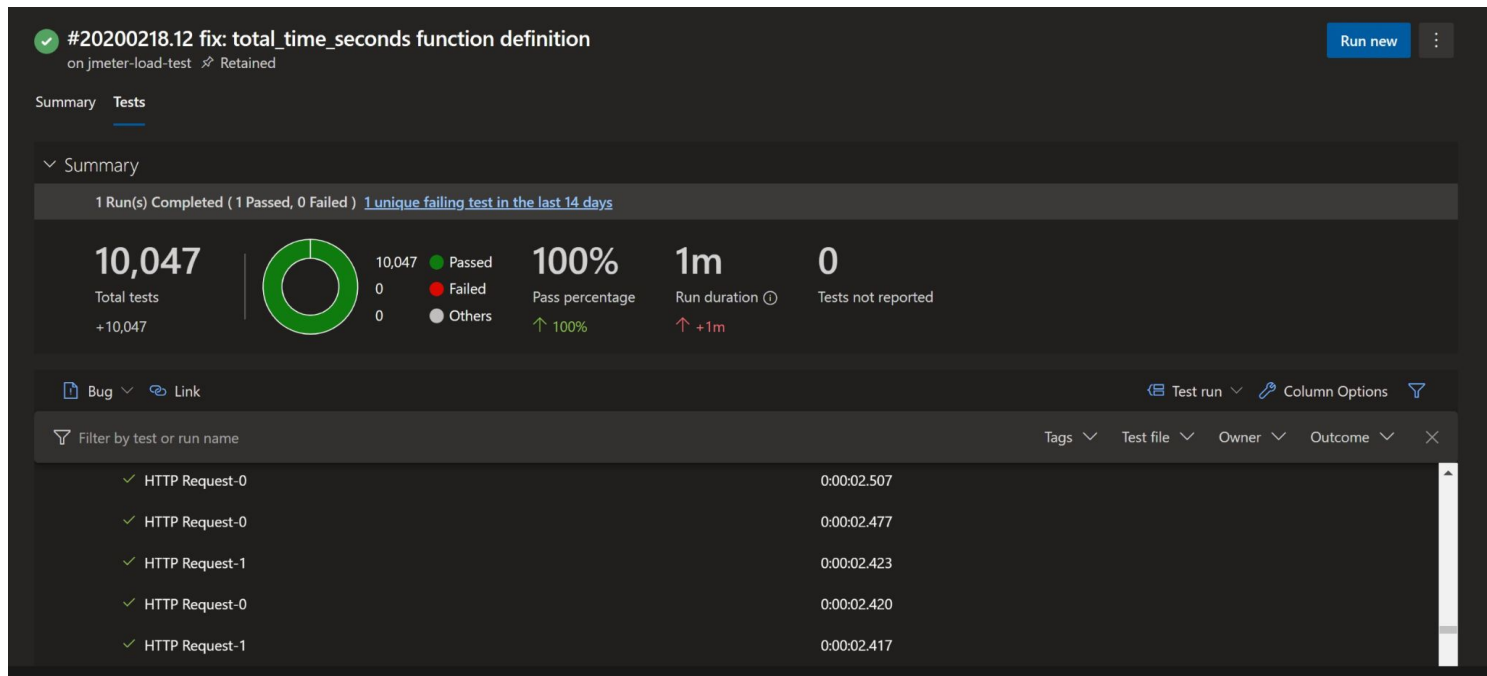 #20200218.12 fix: total_time_seconds function definition
on jmeter-load-test Retained
Run new
Summary Tests
Summary
1 Run(s) Completed ( 1 Passed, 0 Failed ) 1 unique failing test in the last 14 days
10,047
Total tests
+10,047
10,047 Passed
0 Failed
0 Others
100%
Pass percentage
100%
1m
Run duration
+1m
0
Tests not reported
Bug Link
Test run Column Options
Filter by test or run name
Tags Test file Owner Outcome
HTTP Request-0 0:00:02.507
HTTP Request-0 0:00:02.477
HTTP Request-1 0:00:02.423
HTTP Request-0 0:00:02.420
HTTP Request-1 0:00:02.417